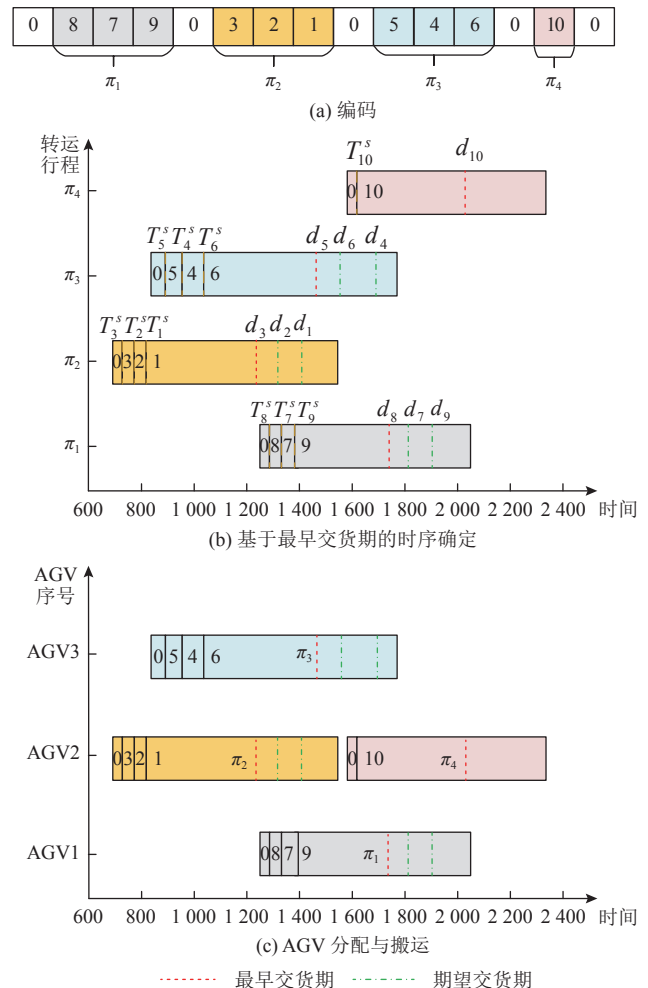 0 8 7 9 0 3 2 1 0 5 4 6 0 10 0
π₁ π₂ π₃ π₄
(a) 编码
转运
行程
T₁₀ˢ d₁₀
π₄ 0 10
T₅ˢ T₄ˢ T₆ˢ d₅ d₆ d₄
π₃ 0 5 4 6
T₃ˢ T₂ˢ T₁ˢ d₃ d₂ d₁
π₂ 0 3 2 1
T₈ˢ T₇ˢ T₉ˢ d₈ d₇ d₉
π₁ 0 8 7 9
600 800 1 000 1 200 1 400 1 600 1 800 2 000 2 200 2 400 时间
(b) 基于最早交货期的时序确定
AGV
序号
AGV3 0 5 4 6 π₃
AGV2 0 3 2 1 π₂ 0 10 π₄
AGV1 0 8 7 9 π₁
600 800 1 000 1 200 1 400 1 600 1 800 2 000 2 200 2 400 时间
(c) AGV 分配与搬运
最早交货期 期望交货期